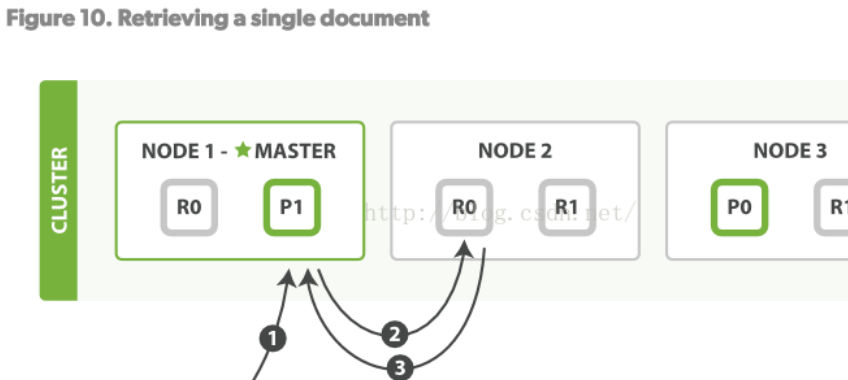 Figure 10. Retrieving a single document
CLUSTER
NODE 1 - ★ MASTER
R0
P1
NODE 2
R0
R1
NODE 3
P0
R1
http://blog.csdn.net/
1
2
3